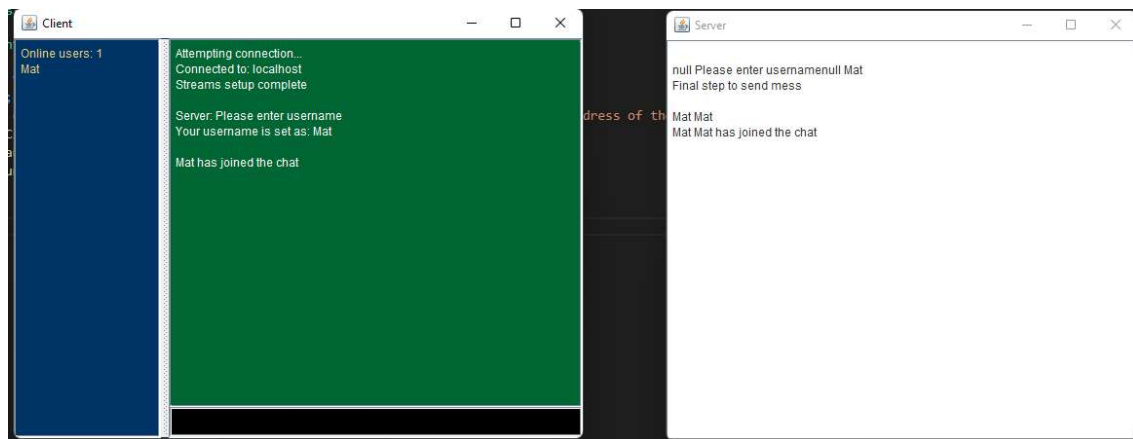 Client
Online users: 1
Mat
Attempting connection...
Connected to: localhost
Streams setup complete
Server: Please enter username
Your username is set as: Mat
Mat has joined the chat
dress of th
Server
null Please enter usernamenull Mat
Final step to send mess
Mat Mat
Mat Mat has joined the chat